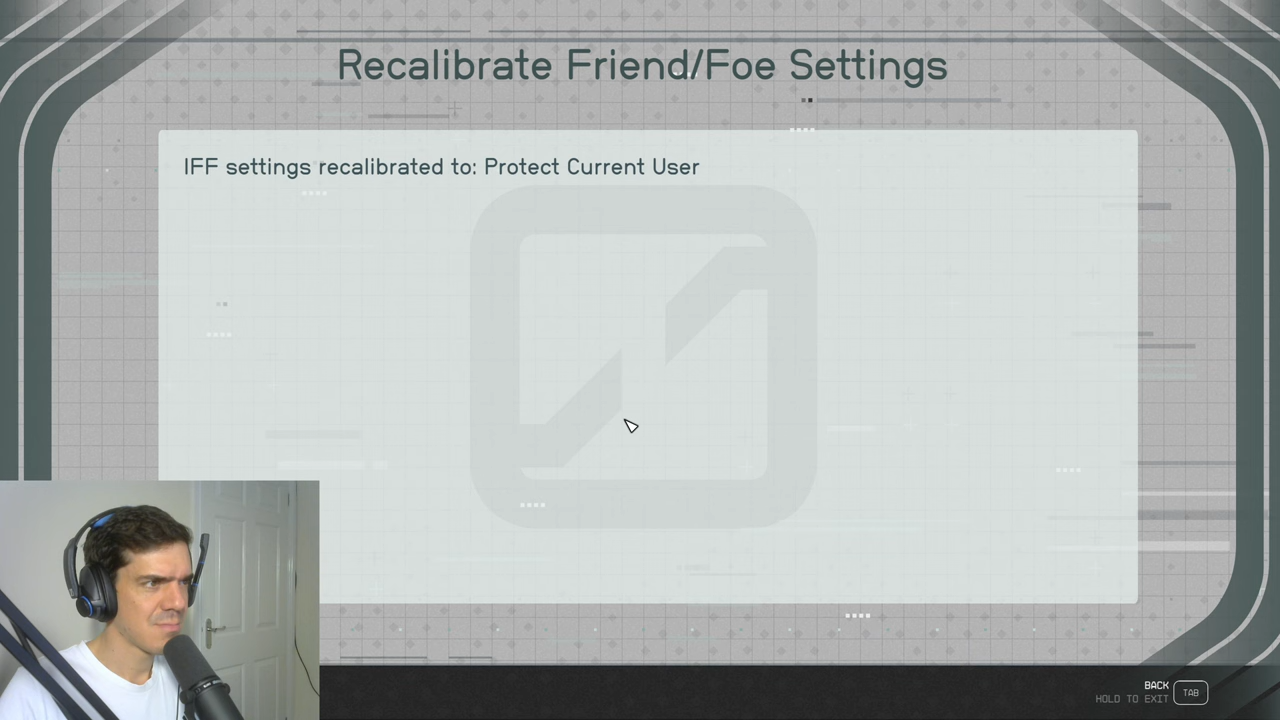 Recalibrate Friend/Foe Settings
IFF settings recalibrated to: Protect Current User
BACK
HOLD TO EXIT
TAB